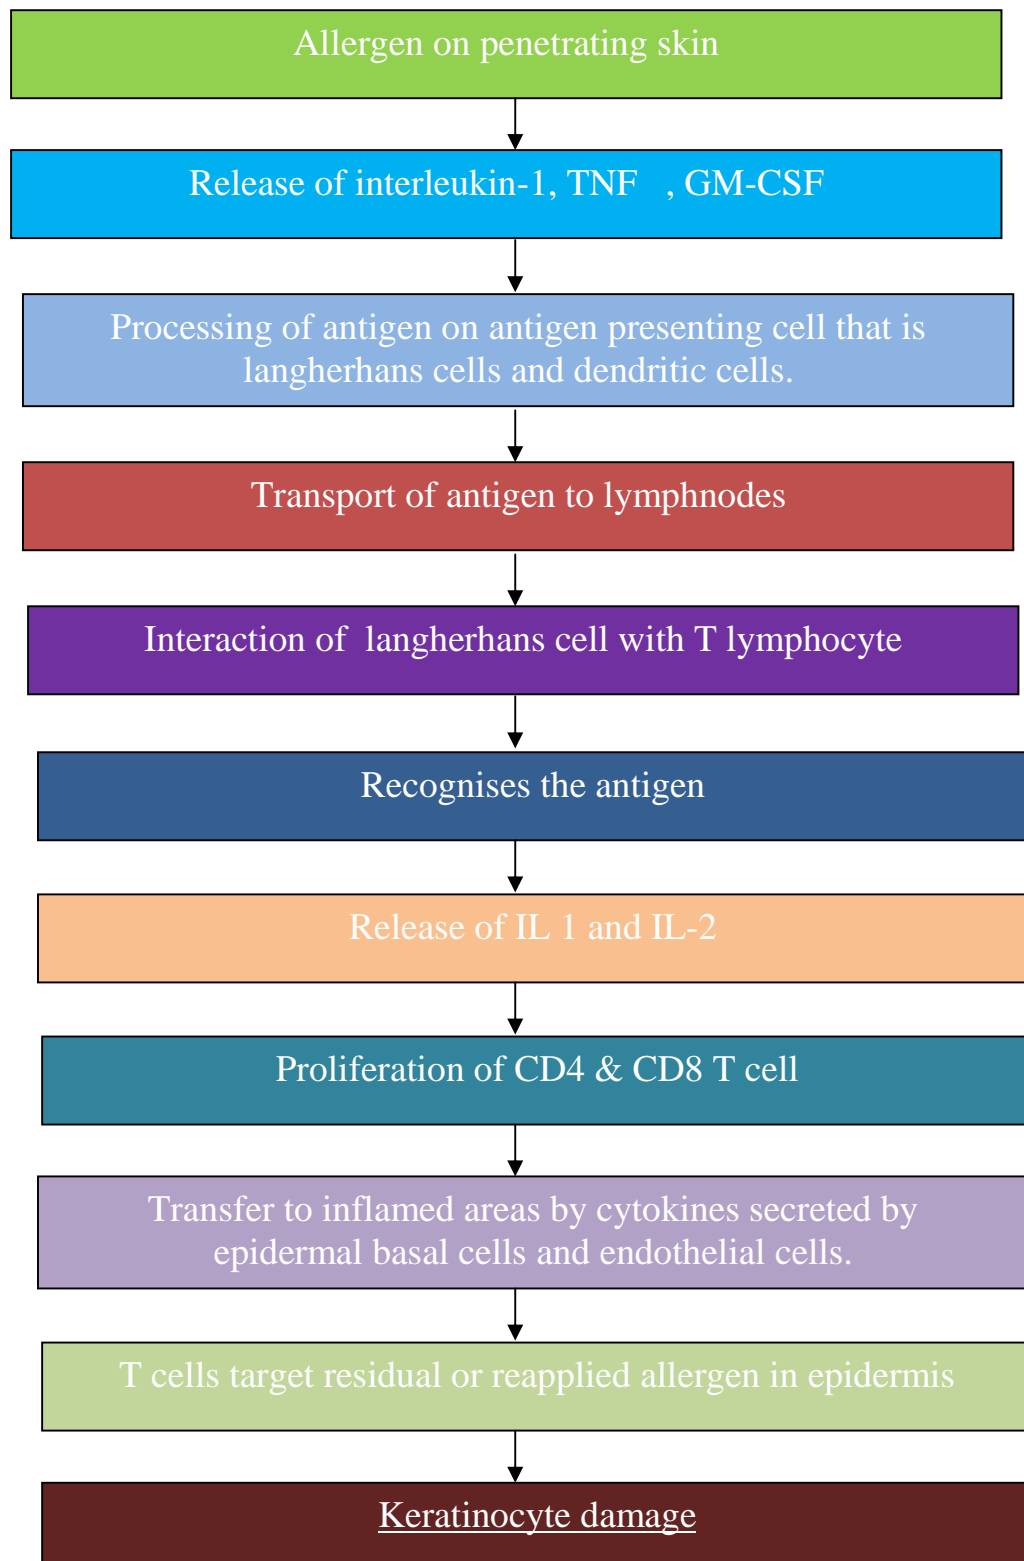 Allergen on penetrating skin
Release of interleukin-1, TNF , GM-CSF
Processing of antigen on antigen presenting cell that is
langherhans cells and dendritic cells.
Transport of antigen to lymphnodes
Interaction of langherhans cell with T lymphocyte
Recognises the antigen
Release of IL 1 and IL-2
Proliferation of CD4 & CD8 T cell
Transfer to inflamed areas by cytokines secreted by
epidermal basal cells and endothelial cells.
T cells target residual or reapplied allergen in epidermis
Keratinocyte damage